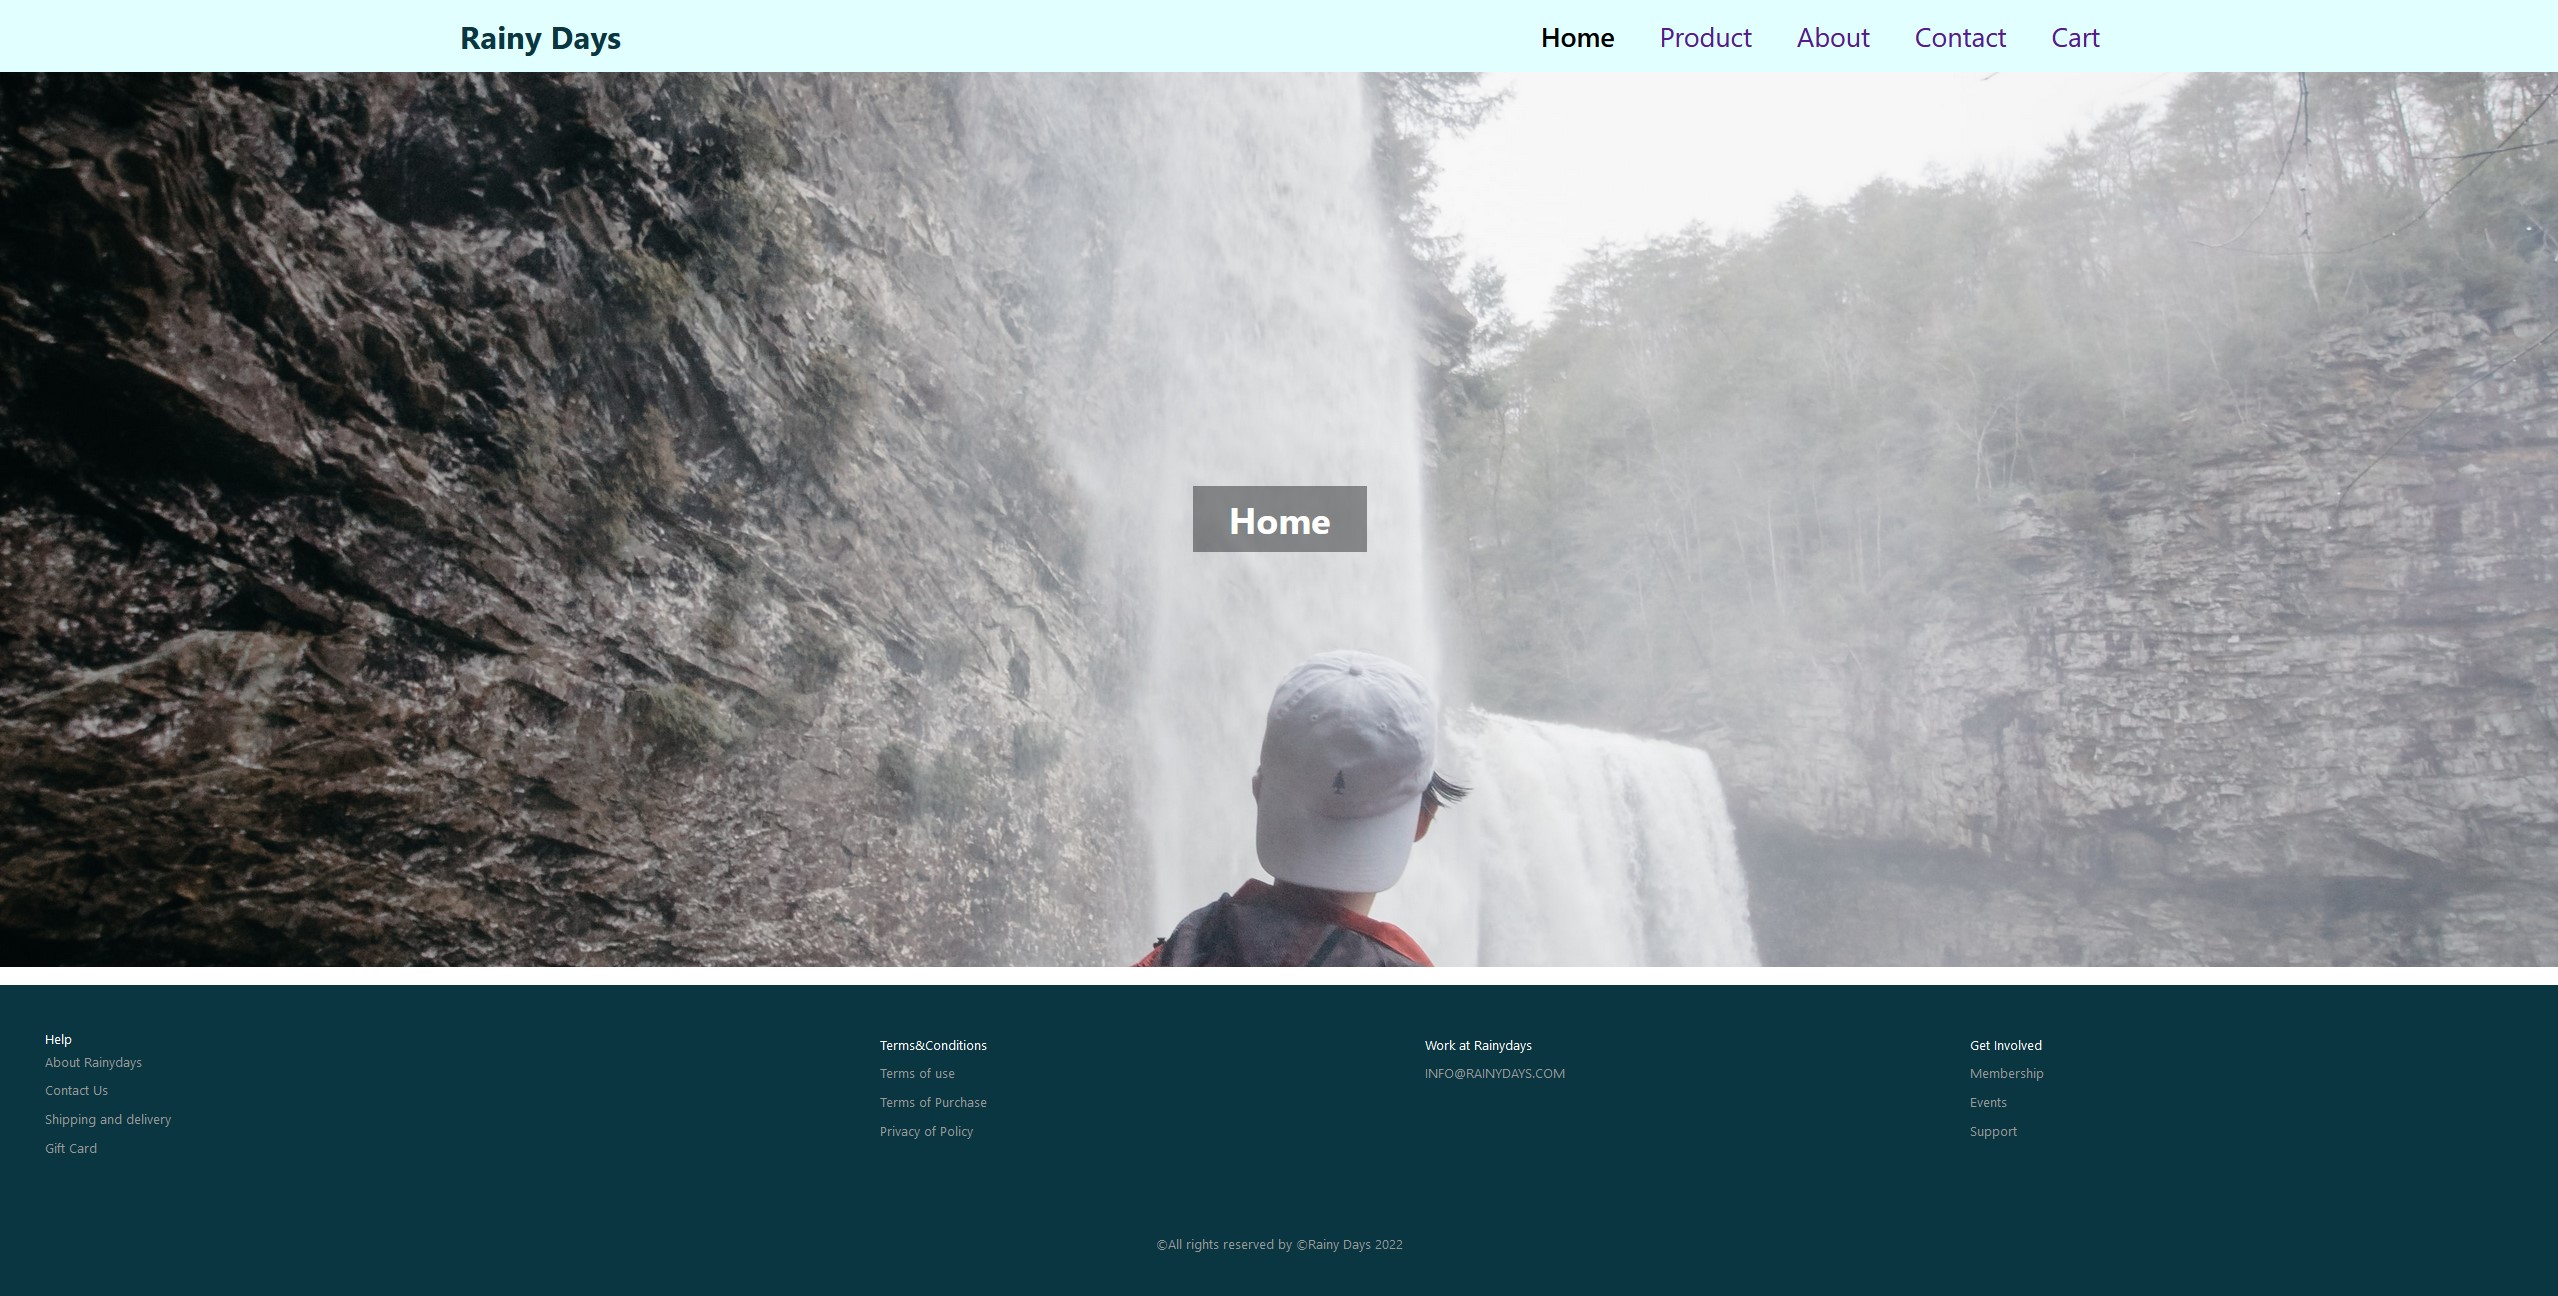 Rainy Days
Home Product About Contact Cart
Home
Help
About Rainydays
Contact Us
Shipping and delivery
Gift Card
Terms&Conditions
Terms of use
Terms of Purchase
Privacy of Policy
Work at Rainydays
INFO@RAINYDAYS.COM
Get Involved
Membership
Events
Support
©All rights reserved by ©Rainy Days 2022